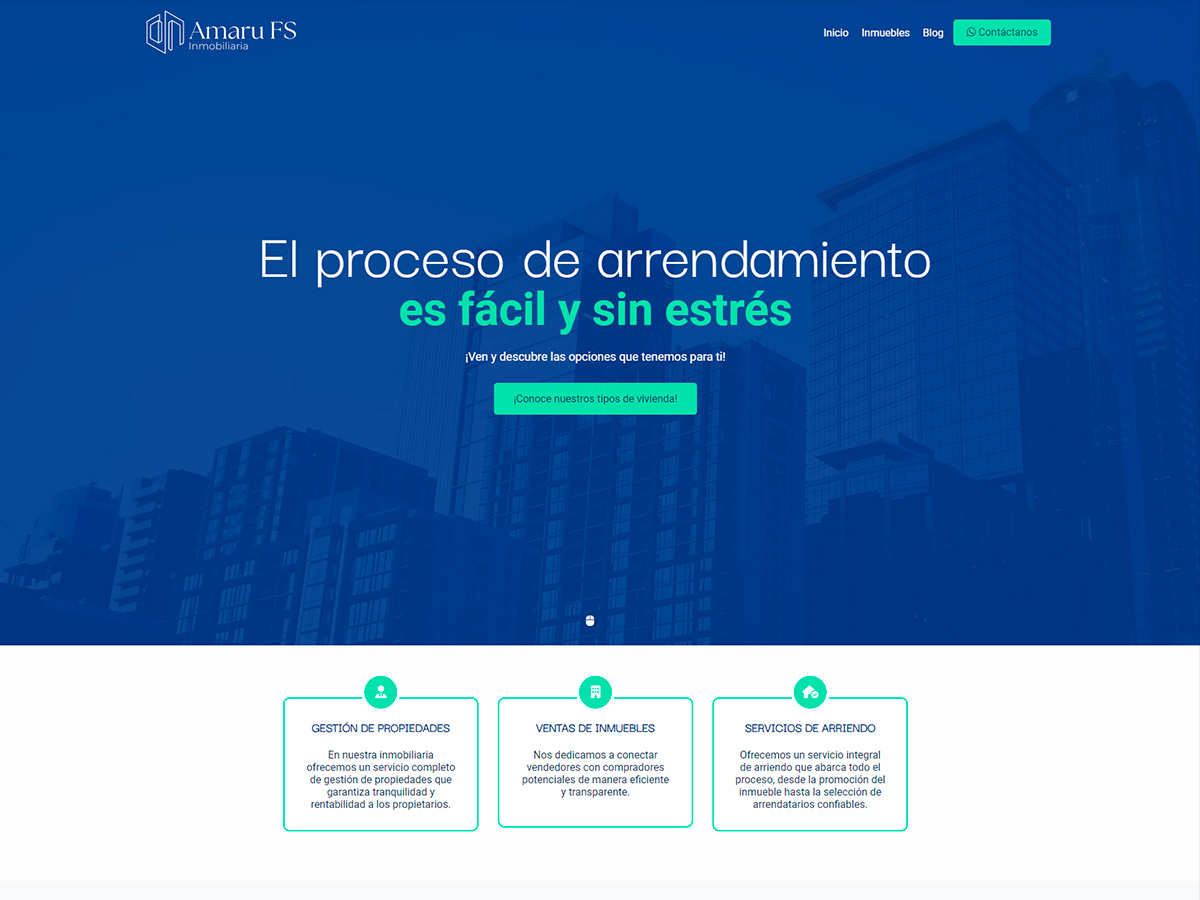 Amaru FS
Inmobiliaria
Inicio
Inmuebles
Blog
Contáctanos
El proceso de arrendamiento
es fácil y sin estrés
¡Ven y descubre las opciones que tenemos para ti!
¡Conoce nuestros tipos de vivienda!
GESTIÓN DE PROPIEDADES
En nuestra inmobiliaria
ofrecemos un servicio completo
de gestión de propiedades que
garantiza tranquilidad y
rentabilidad a los propietarios.
VENTAS DE INMUEBLES
Nos dedicamos a conectar
vendedores con compradores
potenciales de manera eficiente
y transparente.
SERVICIOS DE ARRIENDO
Ofrecemos un servicio integral
de arriendo que abarca todo el
proceso, desde la promoción del
inmueble hasta la selección de
arrendatarios confiables.